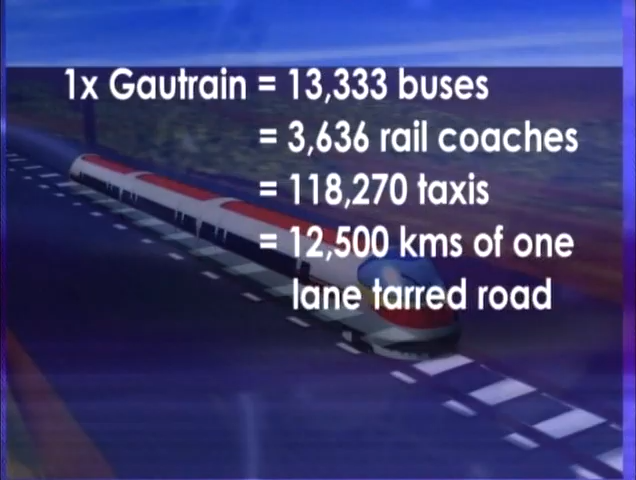 1x Gautrain = 13,333 buses
= 3,636 rail coaches
= 118,270 taxis
= 12,500 kms of one
lane tarred road